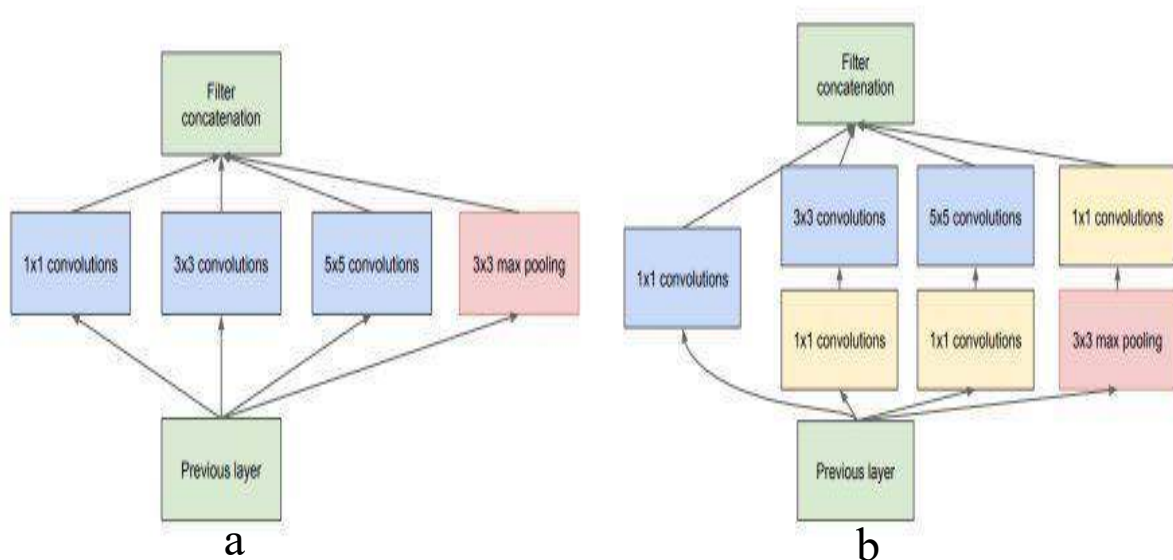 Filter
concatenation
1x1 convolutions
3x3 convolutions
5x5 convolutions
3x3 max pooling
Previous layer
a
Filter
concatenation
3x3 convolutions
5x5 convolutions
1x1 convolutions
1x1 convolutions
1x1 convolutions
1x1 convolutions
3x3 max pooling
Previous layer
b